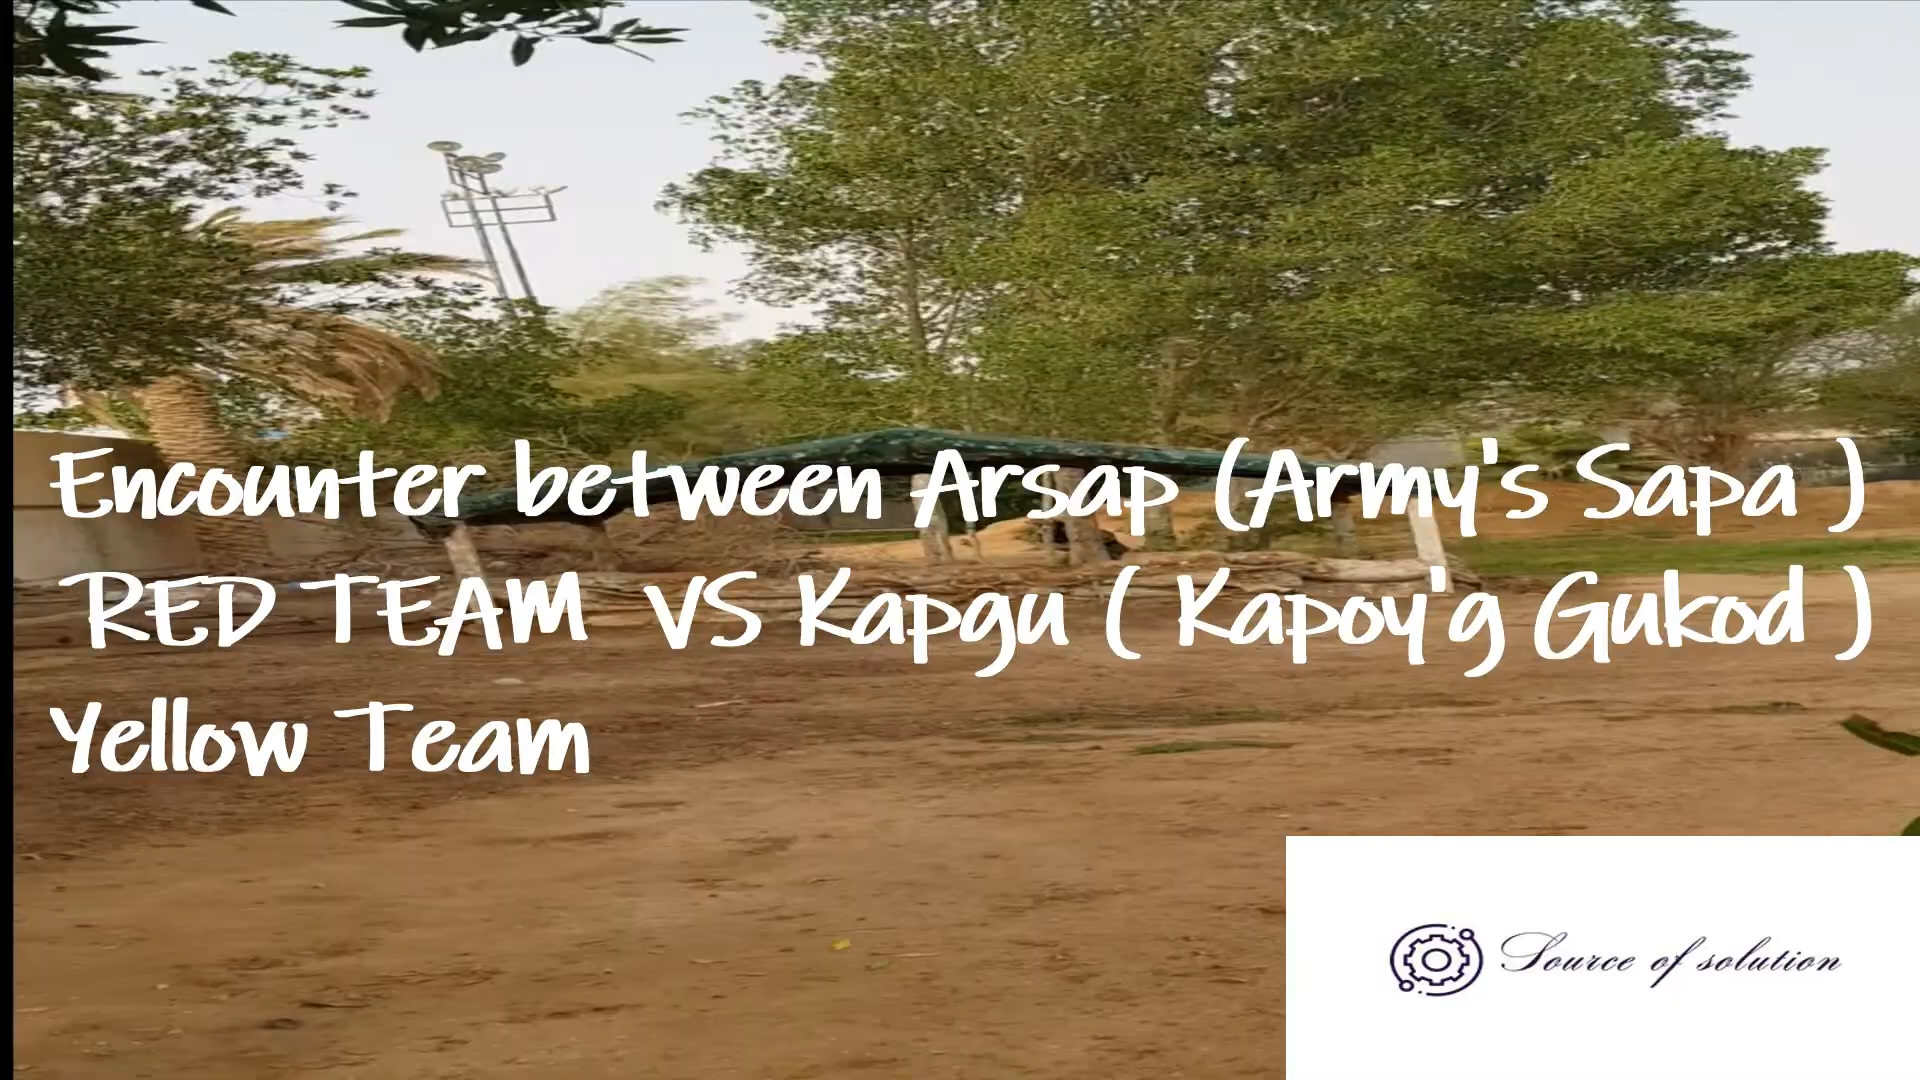 Encounter between Arsap (Army's Sapa )
RED TEAM VS Kapgu ( Kapoy'g Gukod )
Yellow Team
Source of solution